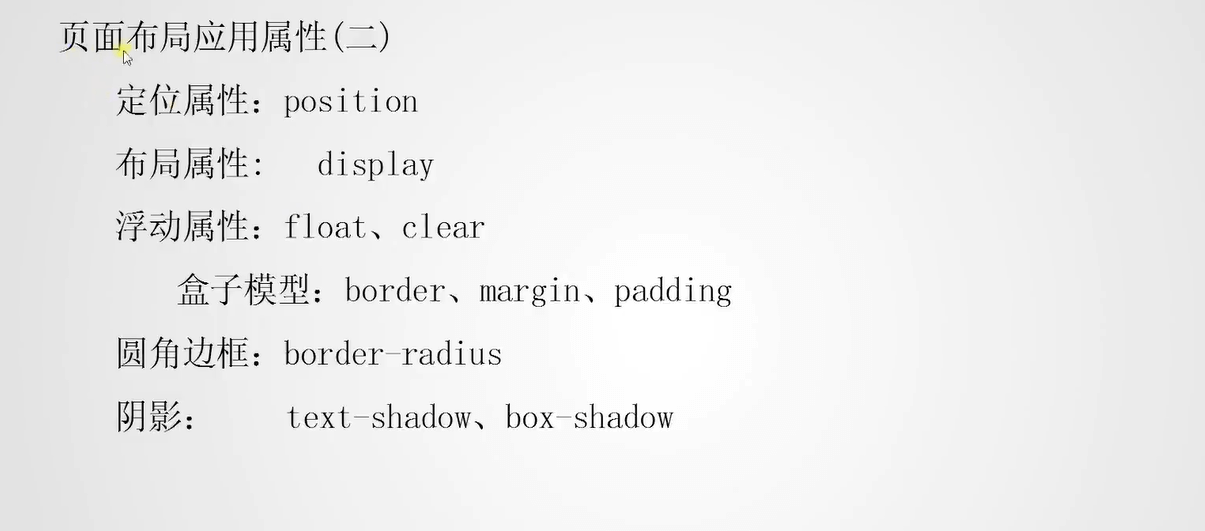 页面布局应用属性(二)
定位属性：position
布局属性： display
浮动属性：float、clear
盒子模型：border、margin、padding
圆角边框：border-radius
阴影： text-shadow、box-shadow